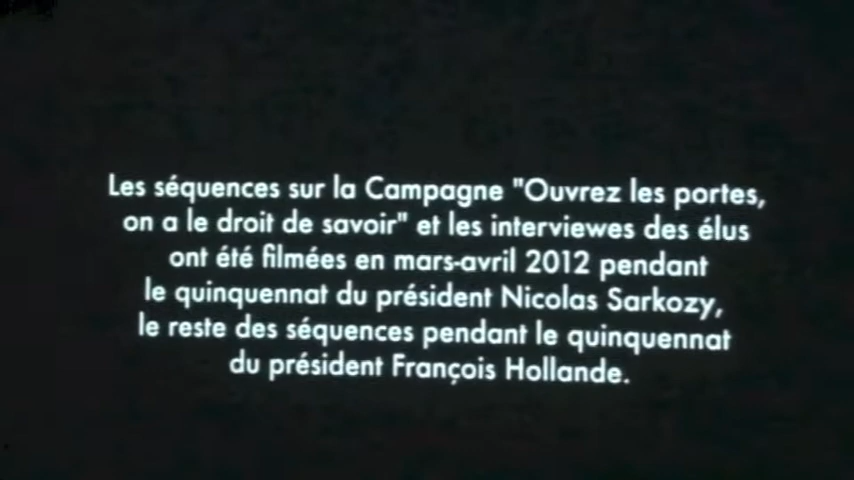 Les séquences sur la Campagne "Ouvrez les portes,
on a le droit de savoir" et les interviewes des élus
ont été filmées en mars-avril 2012 pendant
le quinquennat du président Nicolas Sarkozy,
le reste des séquences pendant le quinquennat
du président François Hollande.